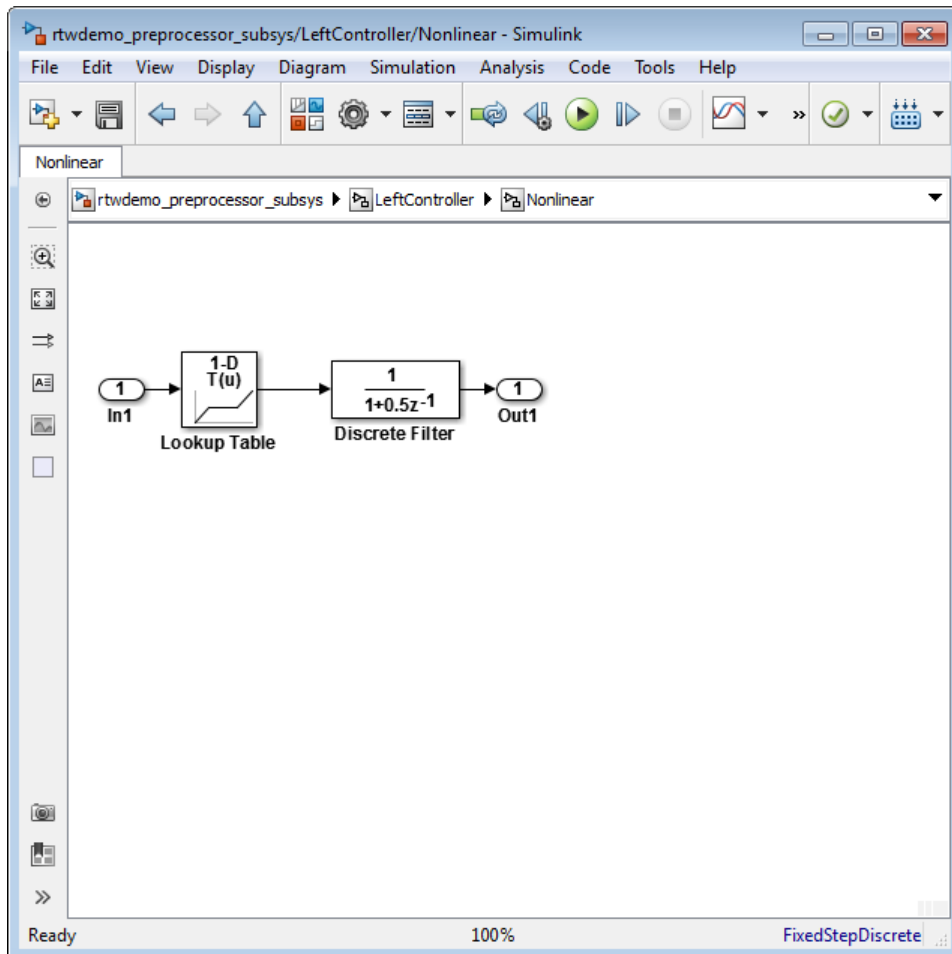 rtwdemo_preprocessor_subsys/LeftController/Nonlinear - Simulink
File Edit View Display Diagram Simulation Analysis Code Tools Help
»
Nonlinear
rtwdemo_preprocessor_subsys LeftController Nonlinear
1
In1
1-D
T(u)
Lookup Table
1
1+0.5z-1
Discrete Filter
1
Out1
Ready 100% FixedStepDiscrete